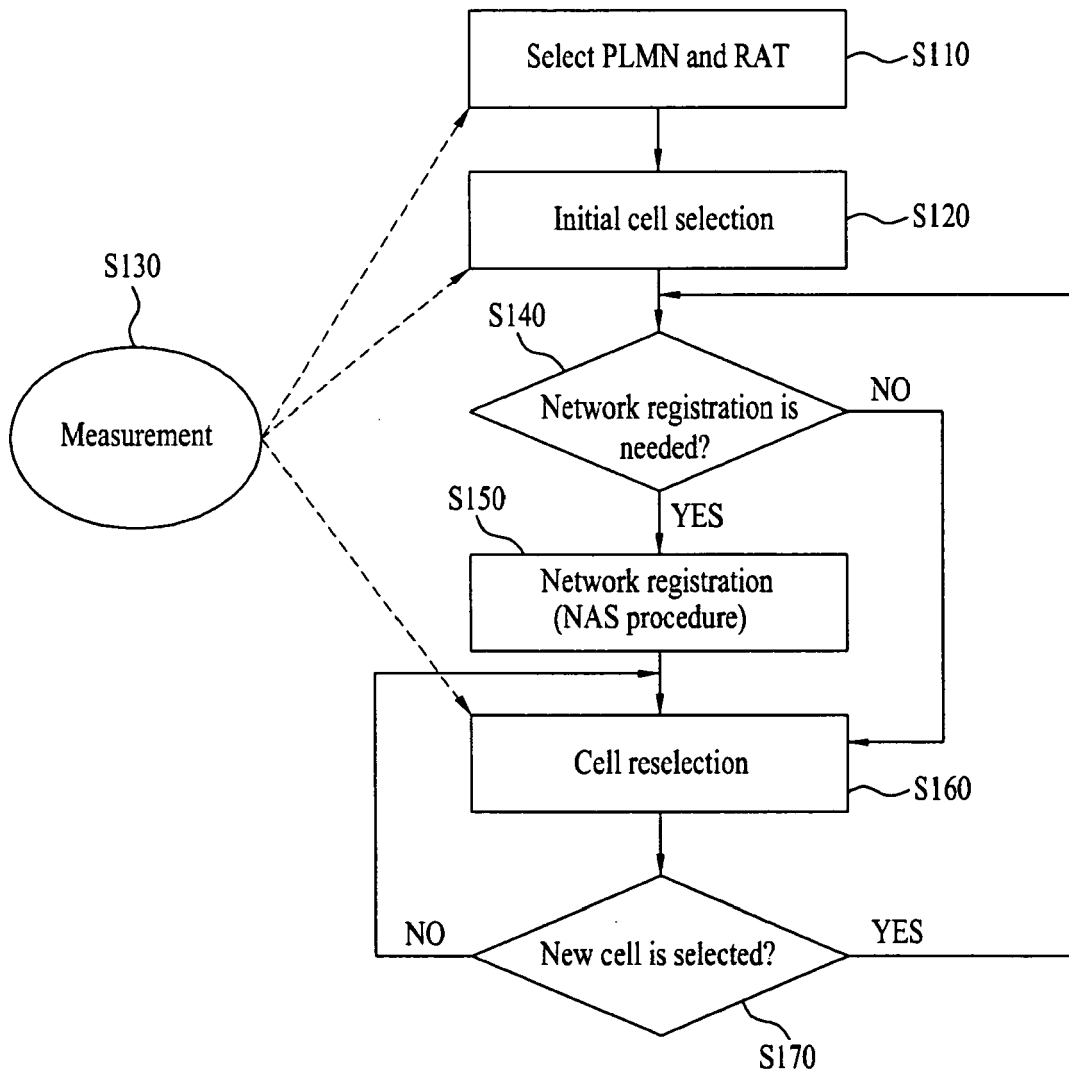 Select PLMN and RAT
S110
Initial cell selection
S120
S130
Measurement
S140
Network registration is
needed?
NO
YES
S150
Network registration
(NAS procedure)
Cell reselection
S160
New cell is selected?
NO
YES
S170